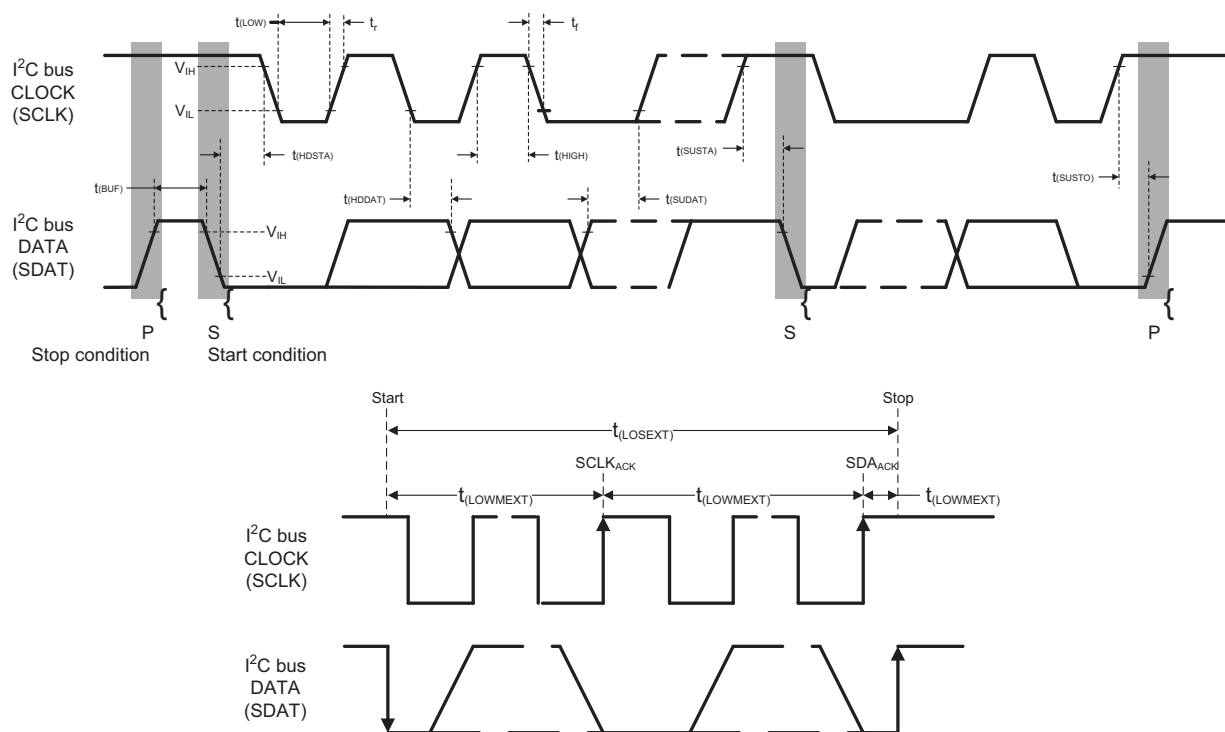 t(LOW) tr tf
I²C bus
CLOCK
(SCLK)
VIH
VIL
t(HDSTA) t(HIGH) t(SUSTA) t(SUSTO)
t(BUF) t(HDDAT) t(SUDAT)
I²C bus
DATA
(SDAT)
VIH
VIL
{ { { {
P S S P
Stop condition Start condition
Start Stop
t(LOSEXT)
SCLKACK SDAACK
t(LOWMEXT) t(LOWMEXT) t(LOWMEXT)
I²C bus
CLOCK
(SCLK)
I²C bus
DATA
(SDAT)